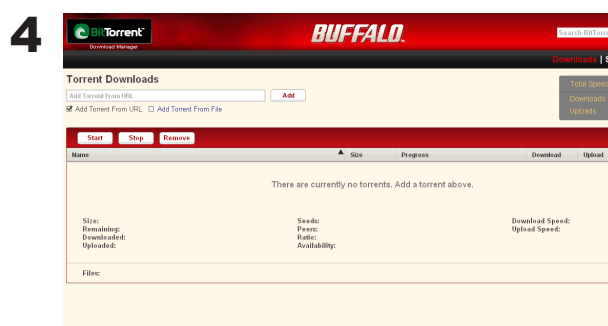 4
BitTorrent
Download Manager
BUFFALO
Search BitTorre
Downloads | S
Torrent Downloads
Add Torrent From URL
Add
Add Torrent From URL
Add Torrent From File
Total Speed
Downloads
Uploads:
Start Stop Remove
Name Size Progress Download Upload
There are currently no torrents. Add a torrent above.
Size: Seeds: Download Speed:
Remaining: Peers: Upload Speed:
Downloaded: Ratio:
Uploaded: Availability:
Files: